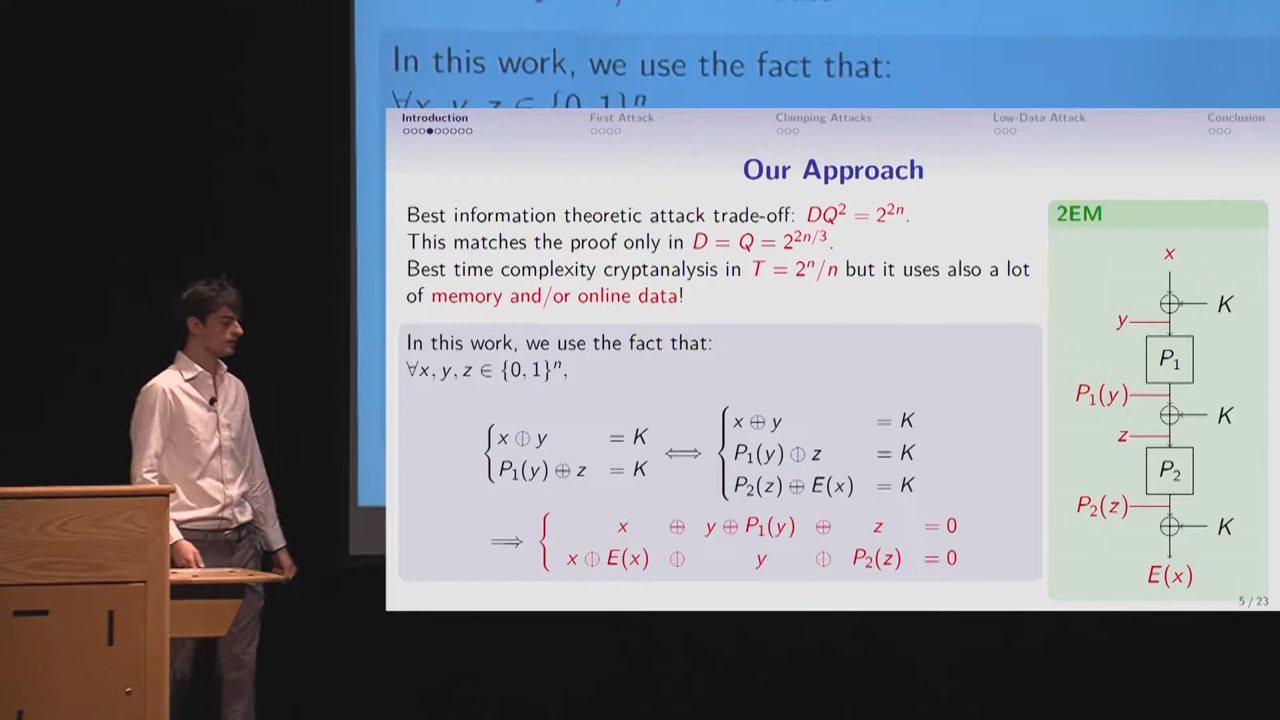 In this work, we use the fact that:
∀x, y, z ∈ {0, 1}ⁿ
Introduction First Attack Clamping Attacks Low-Data Attack Conclusion
Our Approach
Best information theoretic attack trade-off: DQ² = 2²ⁿ.
This matches the proof only in D = Q = 2^{2n/3}.
Best time complexity cryptanalysis in T = 2ⁿ/n but it uses also a lot
of memory and/or online data!
In this work, we use the fact that:
∀x, y, z ∈ {0, 1}ⁿ,
{ x ⊕ y = K
P₁(y) ⊕ z = K
⟺
{ x ⊕ y = K
P₁(y) ⊕ z = K
P₂(z) ⊕ E(x) = K
⟹ { x ⊕ y ⊕ P₁(y) ⊕ z = 0
x ⊕ E(x) ⊕ y ⊕ P₂(z) = 0
2EM
x
K
y
P₁
P₁(y)
K
z
P₂
P₂(z)
K
E(x)
5 / 23